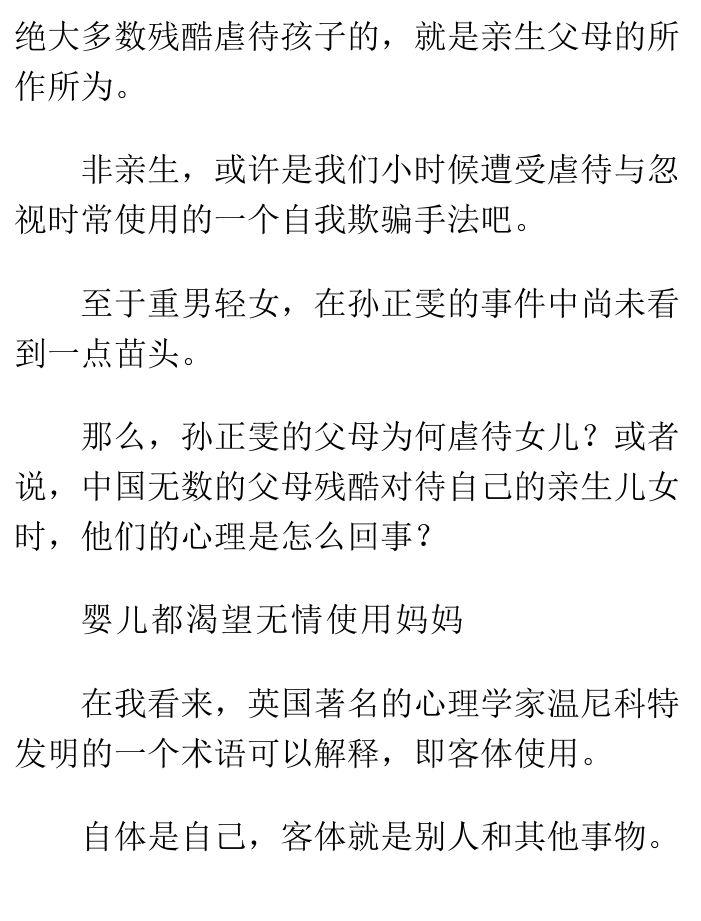 绝大多数残酷虐待孩子的，就是亲生父母的所
作所为。
非亲生，或许是我们小时候遭受虐待与忽
视时常使用的一个自我欺骗手法吧。
至于重男轻女，在孙正雯的事件中尚未看
到一点苗头。
那么，孙正雯的父母为何虐待女儿？或者
说，中国无数的父母残酷对待自己的亲生儿女
时，他们的心理是怎么回事？
婴儿都渴望无情使用妈妈
在我看来，英国著名的心理学家温尼科特
发明的一个术语可以解释，即客体使用。
自体是自己，客体就是别人和其他事物。